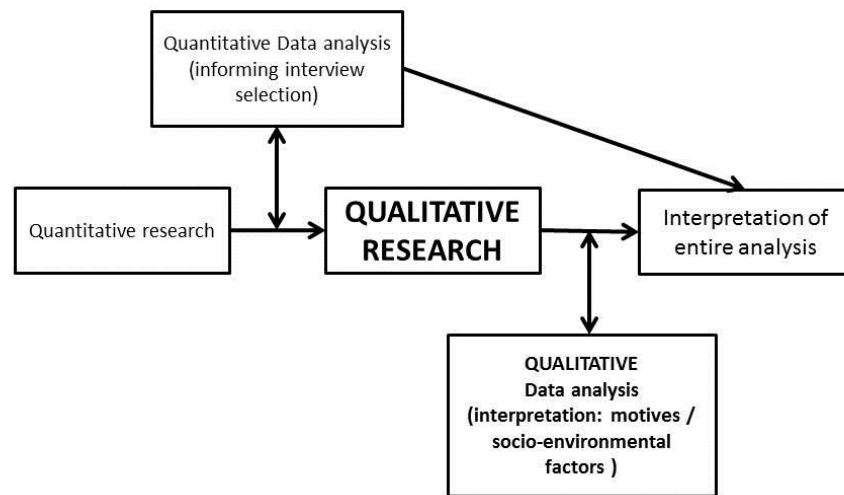 Quantitative Data analysis
(informing interview
selection)
Quantitative research
QUALITATIVE
RESEARCH
Interpretation of
entire analysis
QUALITATIVE
Data analysis
(interpretation: motives /
socio-environmental
factors )